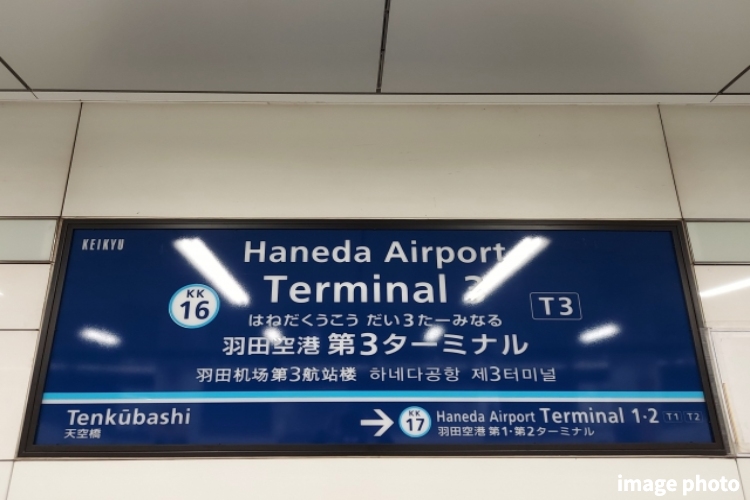 KEIKYU
Haneda Airport
Terminal 3
KK
16
T3
はねだくうこう だい3たーみなる
羽田空港 第3ターミナル
羽田机场第3航站楼 하네다공항 제3터미널
Tenkūbashi
天空橋
→
KK
17
Haneda Airport Terminal 1·2 T1 T2
羽田空港 第1·第2ターミナル
image photo